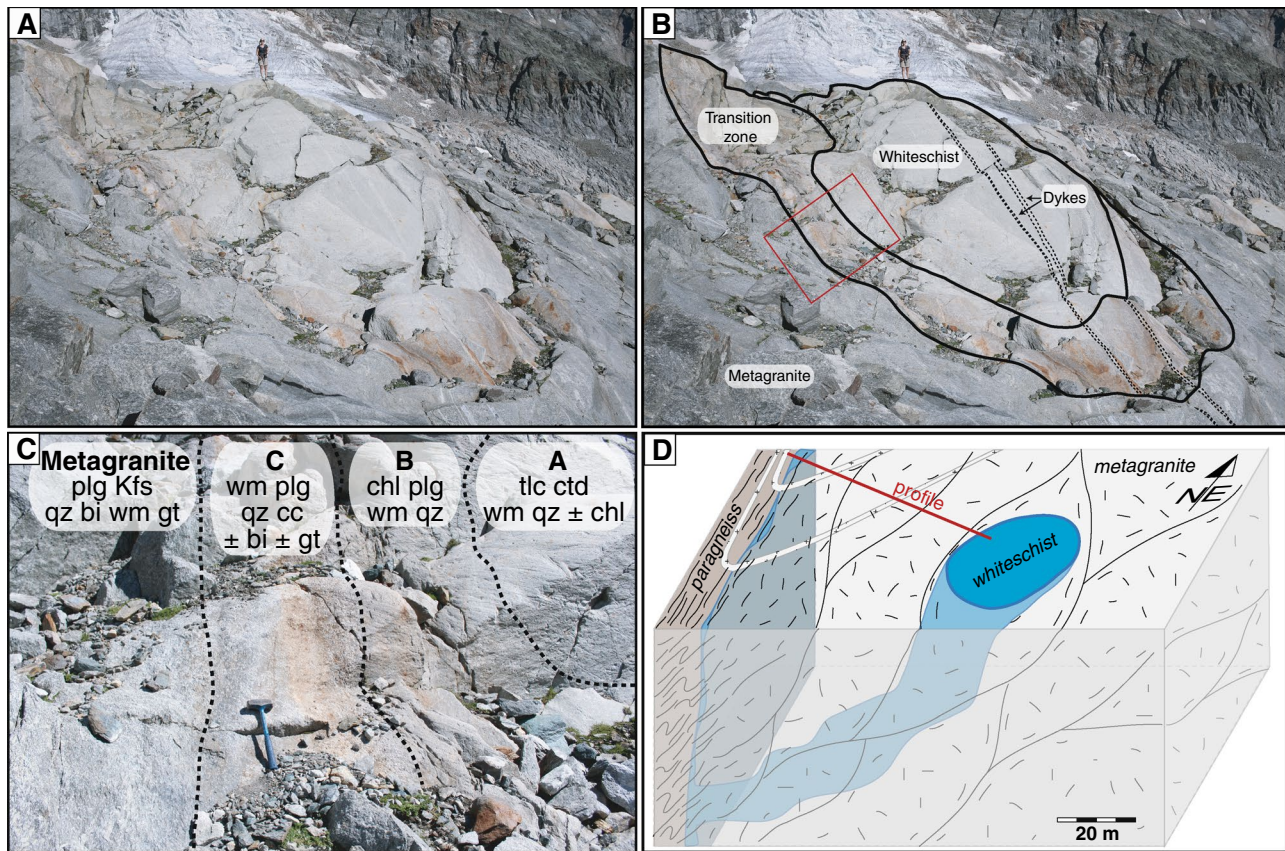 A
B
Transition
zone
Whiteschist
Dykes
Metagranite
C
Metagranite
plg Kfs
qz bi wm gt
C
wm plg
qz cc
± bi ± gt
B
chl plg
wm qz
A
tlc ctd
wm qz ± chl
D
metagranite
NE
profile
paragneiss
whiteschist
20 m